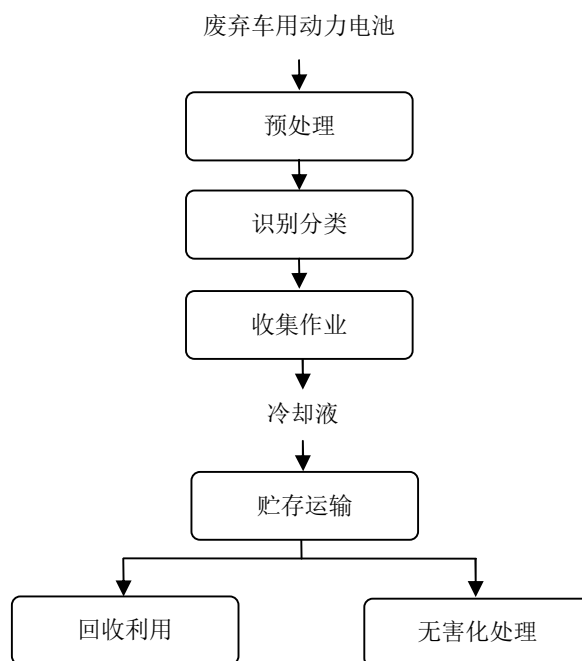 废弃车用动力电池
预处理
识别分类
收集作业
冷却液
贮存运输
回收利用
无害化处理